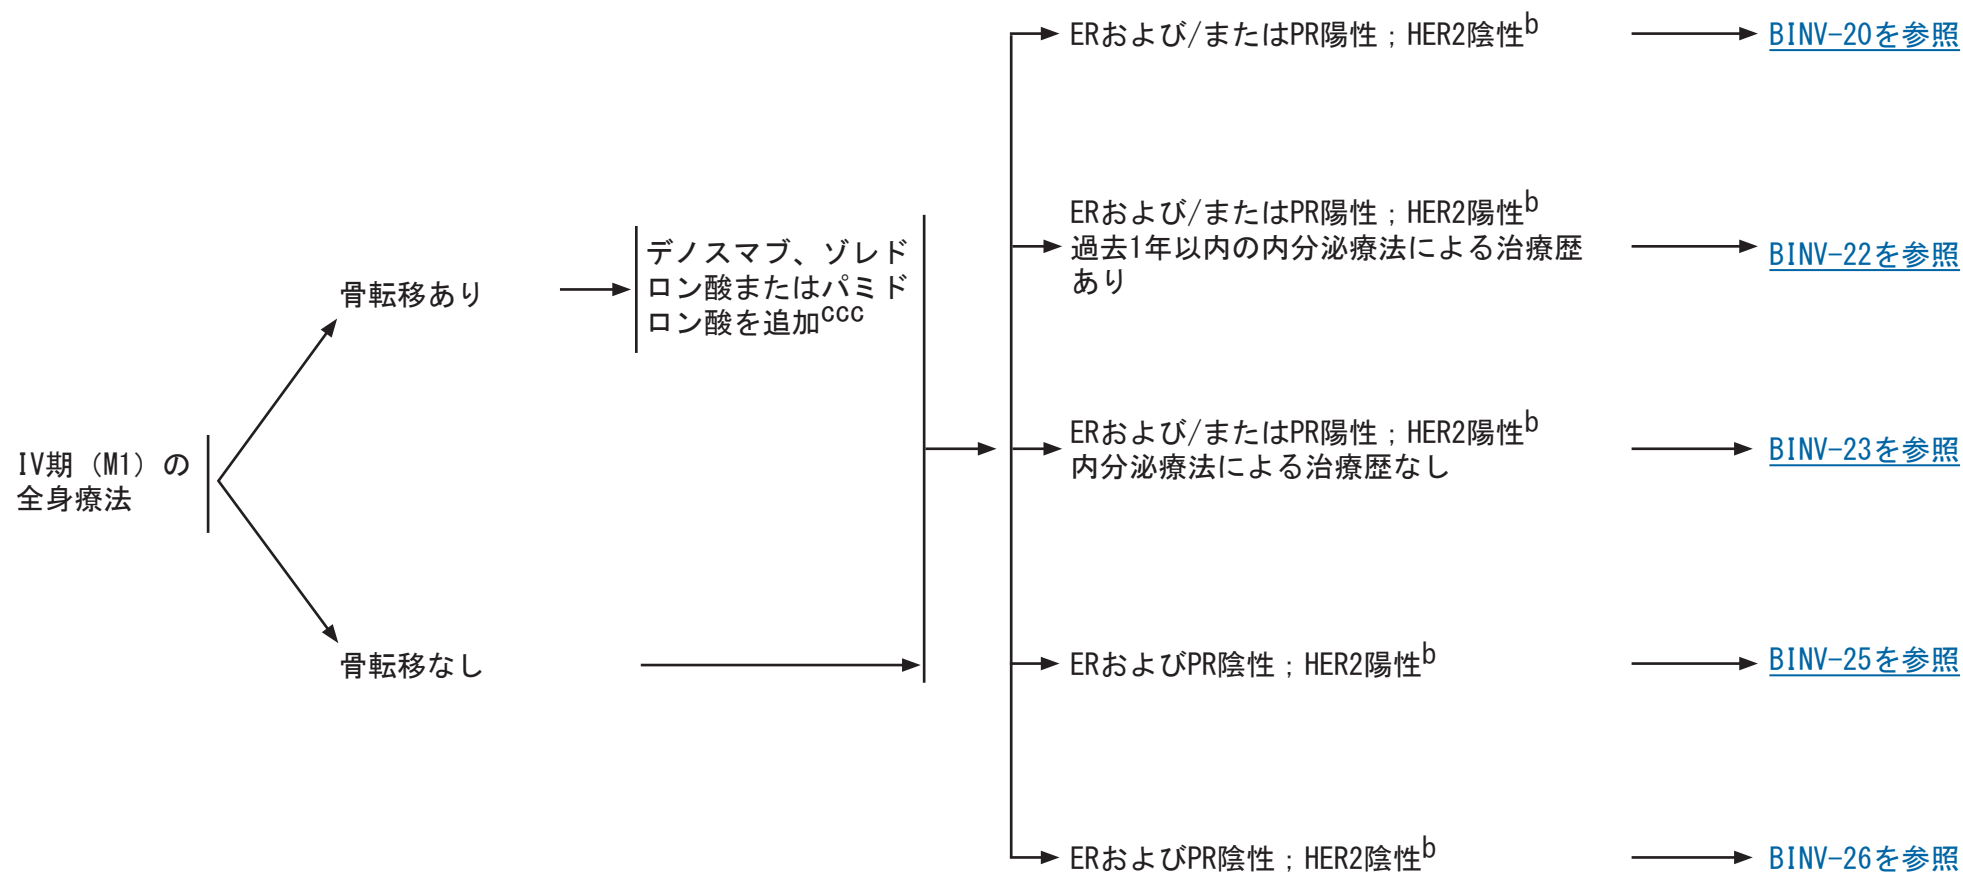 ERおよび/またはPR陽性；HER2陰性b
BINV-20を参照
ERおよび/またはPR陽性；HER2陽性b
過去1年以内の内分泌療法による治療歴
あり
BINV-22を参照
デノスマブ、ゾレド
ロン酸またはパミド
ロン酸を追加ccc
骨転移あり
ERおよび/またはPR陽性；HER2陽性b
内分泌療法による治療歴なし
BINV-23を参照
IV期（M1）の
全身療法
骨転移なし
ERおよびPR陰性；HER2陽性b
BINV-25を参照
ERおよびPR陰性；HER2陰性b
BINV-26を参照